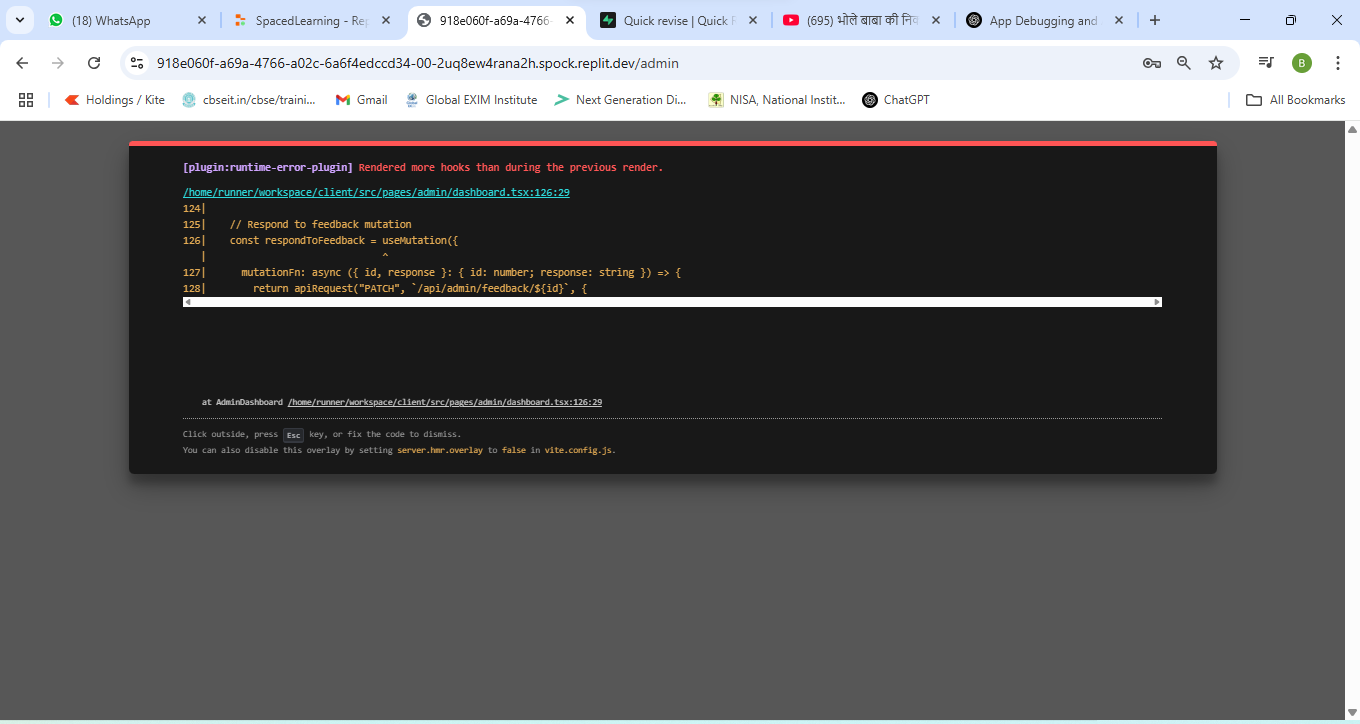 (18) WhatsApp
SpacedLearning - Rep
918e060f-a69a-4766-
Quick revise | Quick R
(695) भोले बाबा की
App Debugging and
918e060f-a69a-4766-a02c-6a6f4edccd34-00-2uq8ew4rana2h.spock.replit.dev/admin
B
Holdings / Kite
cbseit.in/cbse/traini...
Gmail
Global EXIM Institute
Next Generation Di...
NISA, National Instit...
ChatGPT
All Bookmarks
[plugin:runtime-error-plugin] Rendered more hooks than during the previous render.
/home/runner/workspace/client/src/pages/admin/dashboard.tsx:126:29
124|
125|    // Respond to feedback mutation
126|    const respondToFeedback = useMutation({
   |                              ^
127|      mutationFn: async ({ id, response }: { id: number; response: string }) => {
128|        return apiRequest("PATCH", `/api/admin/feedback/${id}`, {
at AdminDashboard /home/runner/workspace/client/src/pages/admin/dashboard.tsx:126:29
Click outside, press Esc key, or fix the code to dismiss.
You can also disable this overlay by setting server.hmr.overlay to false in vite.config.js.